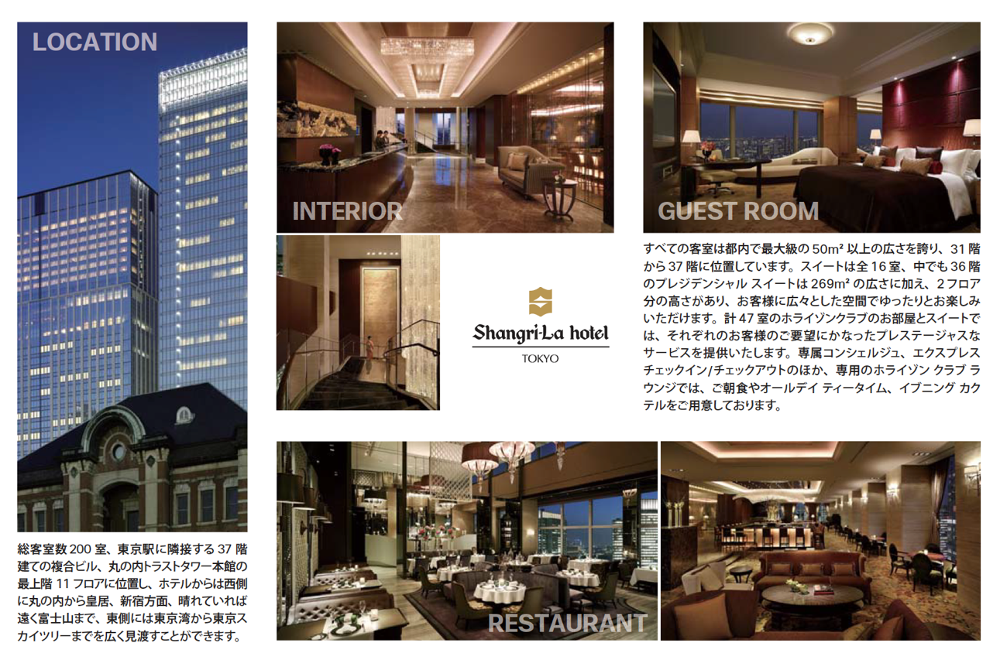 LOCATION
総客室数200 室、東京駅に隣接する 37 階
建ての複合ビル、丸の内トラストタワー本館の
最上階 11 フロアに位置し、ホテルからは西側
に丸の内から皇居、新宿方面、晴れていれば
遠く富士山まで、東側には東京湾から東京ス
カイツリーまでを広く見渡すことができます。
INTERIOR
Shangri-La hotel
TOKYO
GUEST ROOM
すべての客室は都内で最大級の 50m² 以上の広さを誇り、31 階
から 37 階に位置しています。スイートは全 16 室、中でも 36 階
のプレジデンシャル スイートは 269m² の広さに加え、2 フロア
分の高さがあり、お客様に広々とした空間でゆったりとお楽しみ
いただけます。計 47 室のホライゾンクラブのお部屋とスイートで
は、それぞれのお客様のご要望にかなったプレステージャスな
サービスを提供いたします。専属コンシェルジュ、エクスプレス
チェックイン/チェックアウトのほか、専用のホライゾン クラブ ラ
ウンジでは、ご朝食やオールデイ ティータイム、イブニング カク
テルをご用意しております。
RESTAURANT